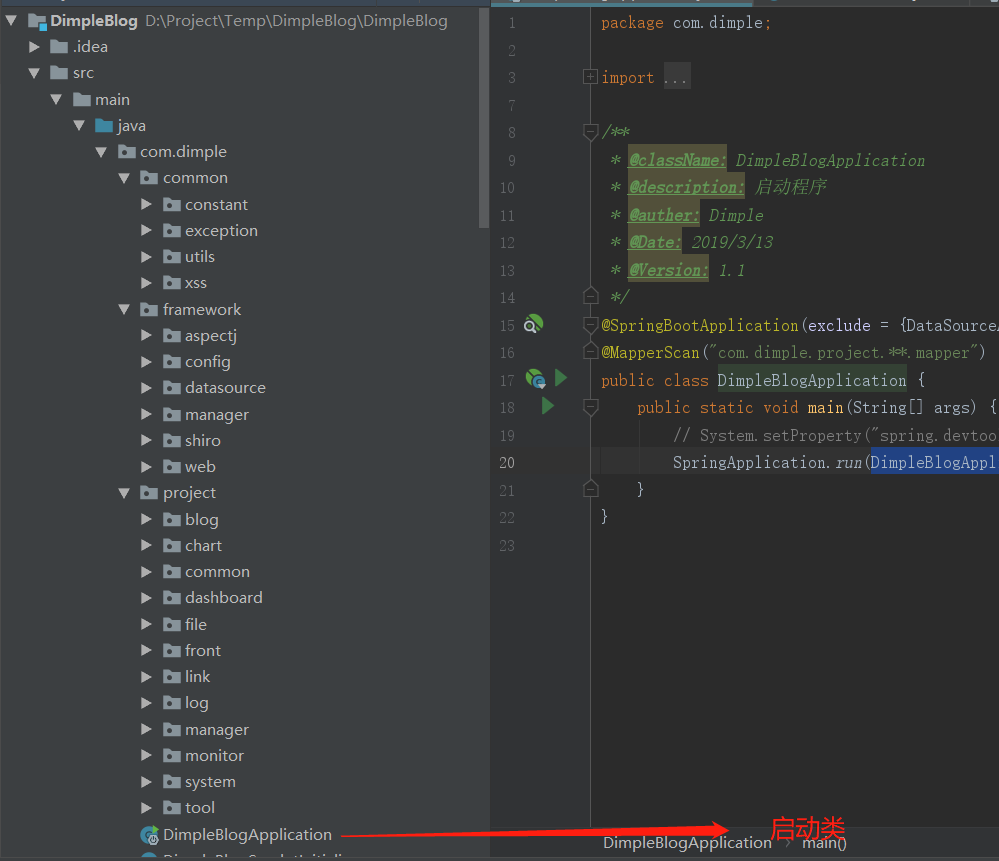 DimpleBlog D:\Project\Temp\DimpleBlog\DimpleBlog
.idea
src
main
java
com.dimple
common
constant
exception
utils
xss
framework
aspectj
config
datasource
manager
shiro
web
project
blog
chart
common
dashboard
file
front
link
log
manager
monitor
system
tool
DimpleBlogApplication
1 package com.dimple;
2
3 import ...
7
8 /**
9 * @className: DimpleBlogApplication
10 * @description: 启动程序
11 * @auther: Dimple
12 * @Date: 2019/3/13
13 * @Version: 1.1
14 */
15 @SpringBootApplication(exclude = {DataSourceA
16 @MapperScan("com.dimple.project.**.mapper")
17 public class DimpleBlogApplication {
18 public static void main(String[] args) {
19 // System.setProperty("spring.devtoo
20 SpringApplication.run(DimpleBlogAppl
21 }
22 }
23
启动类
DimpleBlogApplication › main()